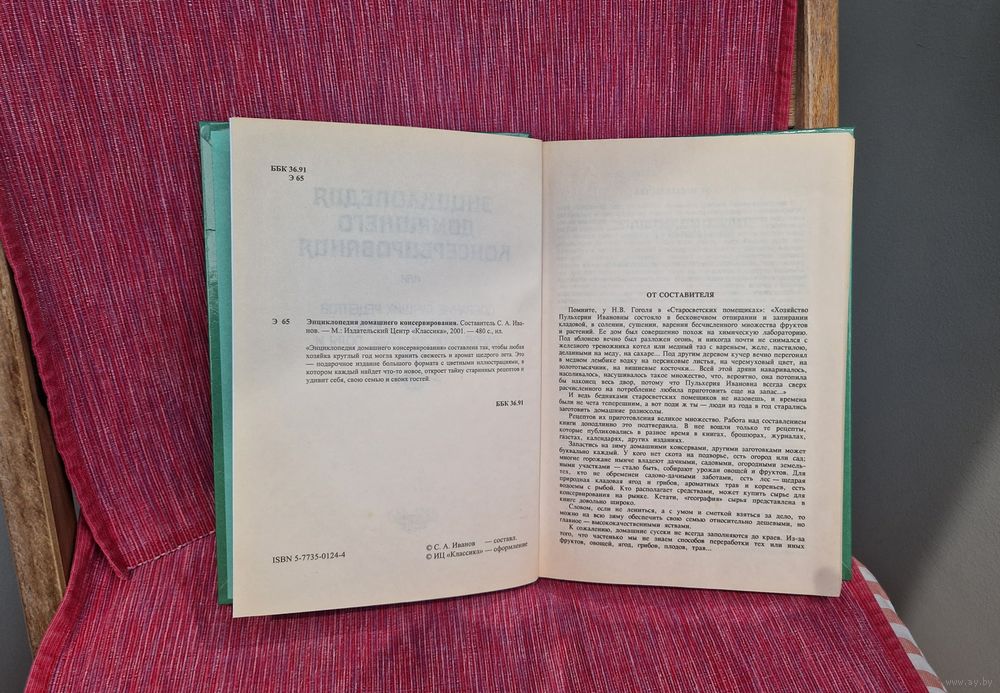 ББК 36.91
Э 65
ЭНЦИКЛОПЕДИЯ
ДОМАШНЕГО
КОНСЕРВИРОВАНИЯ
ИЛИ
Э 65 Энциклопедия домашнего консервирования. Составитель С. А. Ива-
нов. — М.: Издательский Центр «Классика», 2001. — 480 с., ил.
«Энциклопедия домашнего консервирования» составлена так, чтобы любая
хозяйка круглый год могла хранить свежесть и аромат щедрого лета. Это
— подарочное издание большого формата с цветными иллюстрациями, в
котором каждый найдет что-то новое, откроет тайну старинных рецептов и
удивит себя, свою семью и своих гостей.
ББК 36.91
ISBN 5-7735-0124-4
© С. А. Иванов — составл.
© ИЦ «Классика» — оформление
ОТ СОСТАВИТЕЛЯ
Помните, у Н.В. Гоголя в «Старосветских помещиках»: «Хозяйство
Пульхерии Ивановны состояло в бесконечном отпирании и запирании
кладовой, в солении, сушении, варении бесчисленного множества фруктов
и растений. Ее дом был совершенно похож на химическую лабораторию.
Под яблонею вечно был разложен огонь, и никогда почти не снимался с
железного треножника котел или медный таз с вареньем, желе, пастилою,
деланными на меду, на сахаре... Под другим деревом кучер вечно перегонял
в медном лембике водку на персиковые листья, на черемуховый цвет, на
золототысячник, на вишневые косточки... Всей этой дряни наваривалось,
насоливалось, насушивалось такое множество, что, вероятно, она потопила
бы наконец весь двор, потому что Пульхерия Ивановна всегда сверх
расчисленного на потребление любила приготовить еще на запас...»
И ведь бедняками старосветских помещиков не назовешь, и времена
были не чета теперешним, а вот поди ж ты — люди из года в год старались
заготовить домашние разносолы.
Рецептов их приготовления великое множество. Работа над составлением
книги доподлинно это подтвердила. В нее вошли только те рецепты,
которые публиковались в разное время в книгах, брошюрах, журналах,
газетах, календарях, других изданиях.
Запастись на зиму домашними консервами, другими заготовками может
буквально каждый. У кого нет скота на подворье, есть огород или сад;
многие горожане нынче владеют дачными, садовыми, огородными земель-
ными участками — стало быть, собирают урожаи овощей и фруктов. Для
тех, кто не обременен садово-дачными заботами, есть лес — щедрая
природная кладовая ягод и грибов, ароматных трав и кореньев, есть
водоемы с рыбой. Кто располагает средствами, может купить сырье для
консервирования на рынке. Кстати, «география» сырья представлена в
книге довольно широко.
Словом, если не лениться, а с умом и сметкой взяться за дело, то
можно на всю зиму обеспечить свою семью относительно дешевыми, но
главное — высококачественными яствами.
К сожалению, домашние сусеки не всегда заполняются до краев. Из-за
того, что частенько мы не знаем способов переработки тех или иных
фруктов, овощей, ягод, грибов, плодов, трав...
www.ay.by